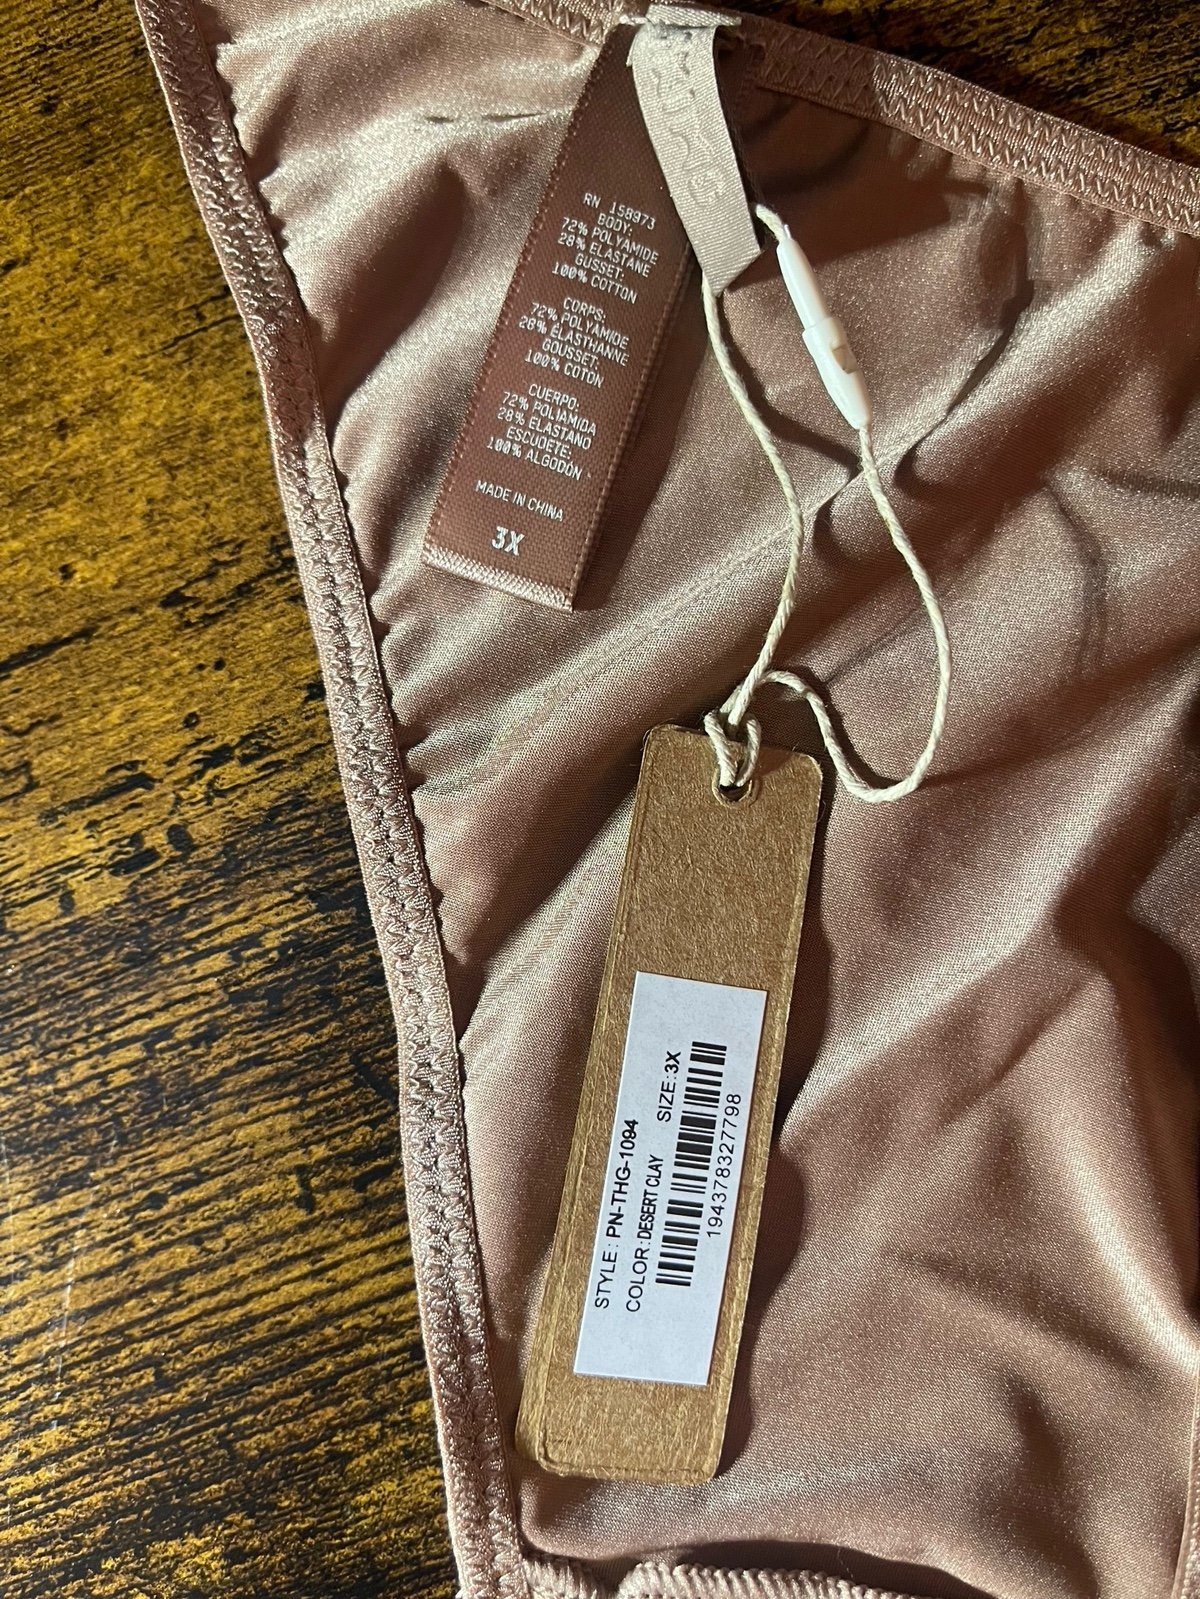 RN 158973
BODY:
72% POLYAMIDE
28% ELASTANE
GUSSET:
100% COTTON
CORPS:
72% POLYAMIDE
28% ÉLASTHANNE
GOUSSET:
100% COTON
CUERPO:
72% POLIAMIDA
28% ELASTANO
ESCUDETE:
100% ALGODÓN
MADE IN CHINA
3X
STYLE: PN-THG-1094
COLOR: DESERT CLAY SIZE: 3X
194378327798